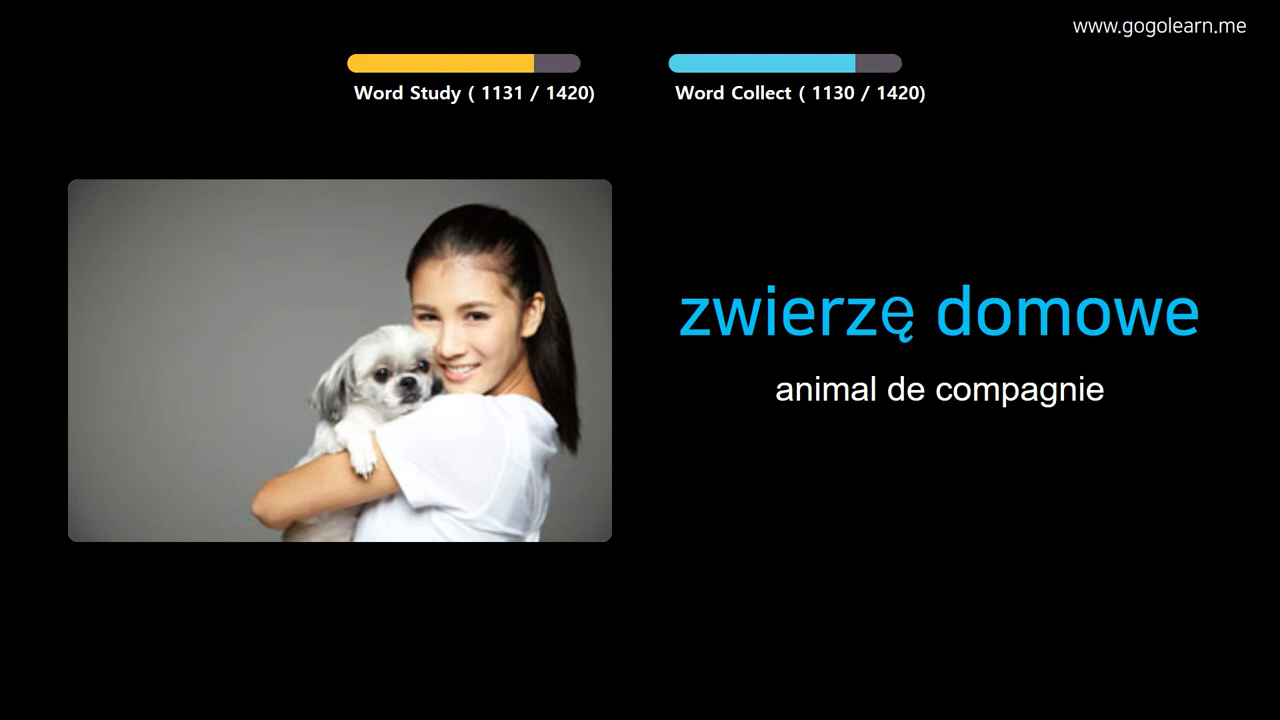 www.gogolearn.me
Word Study ( 1131 / 1420)
Word Collect ( 1130 / 1420)
zwierzę domowe
animal de compagnie